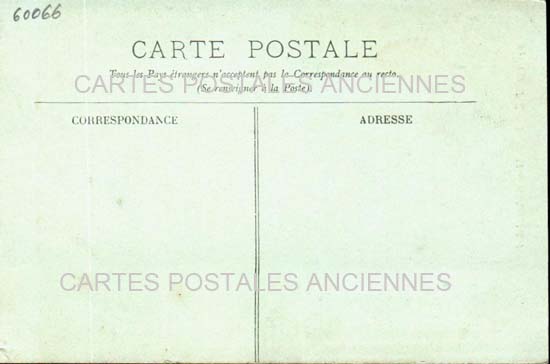 60066
CARTE POSTALE
Tous les Pays étrangers n'acceptent pas la Correspondance au recto.
CARTES POSTALES ANCIENNES
(Se renseigner à la Poste).
CORRESPONDANCE
ADRESSE
CARTES POSTALES ANCIENNES